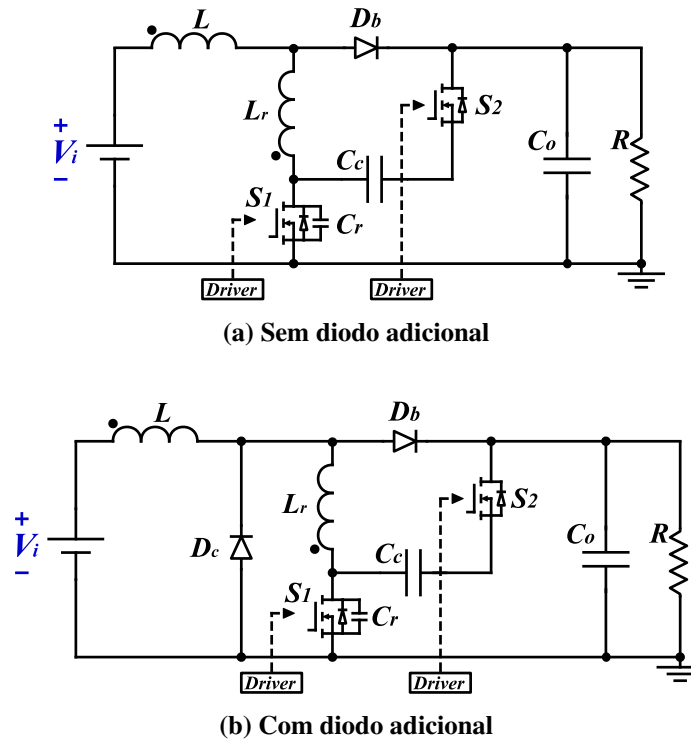 L
Db
Lr
S2
+
Vi
−
Cc
Co
R
S1
Cr
Driver
Driver
(a) Sem diodo adicional
L
Db
Lr
S2
+
Vi
−
Dc
Cc
Co
R
S1
Cr
Driver
Driver
(b) Com diodo adicional